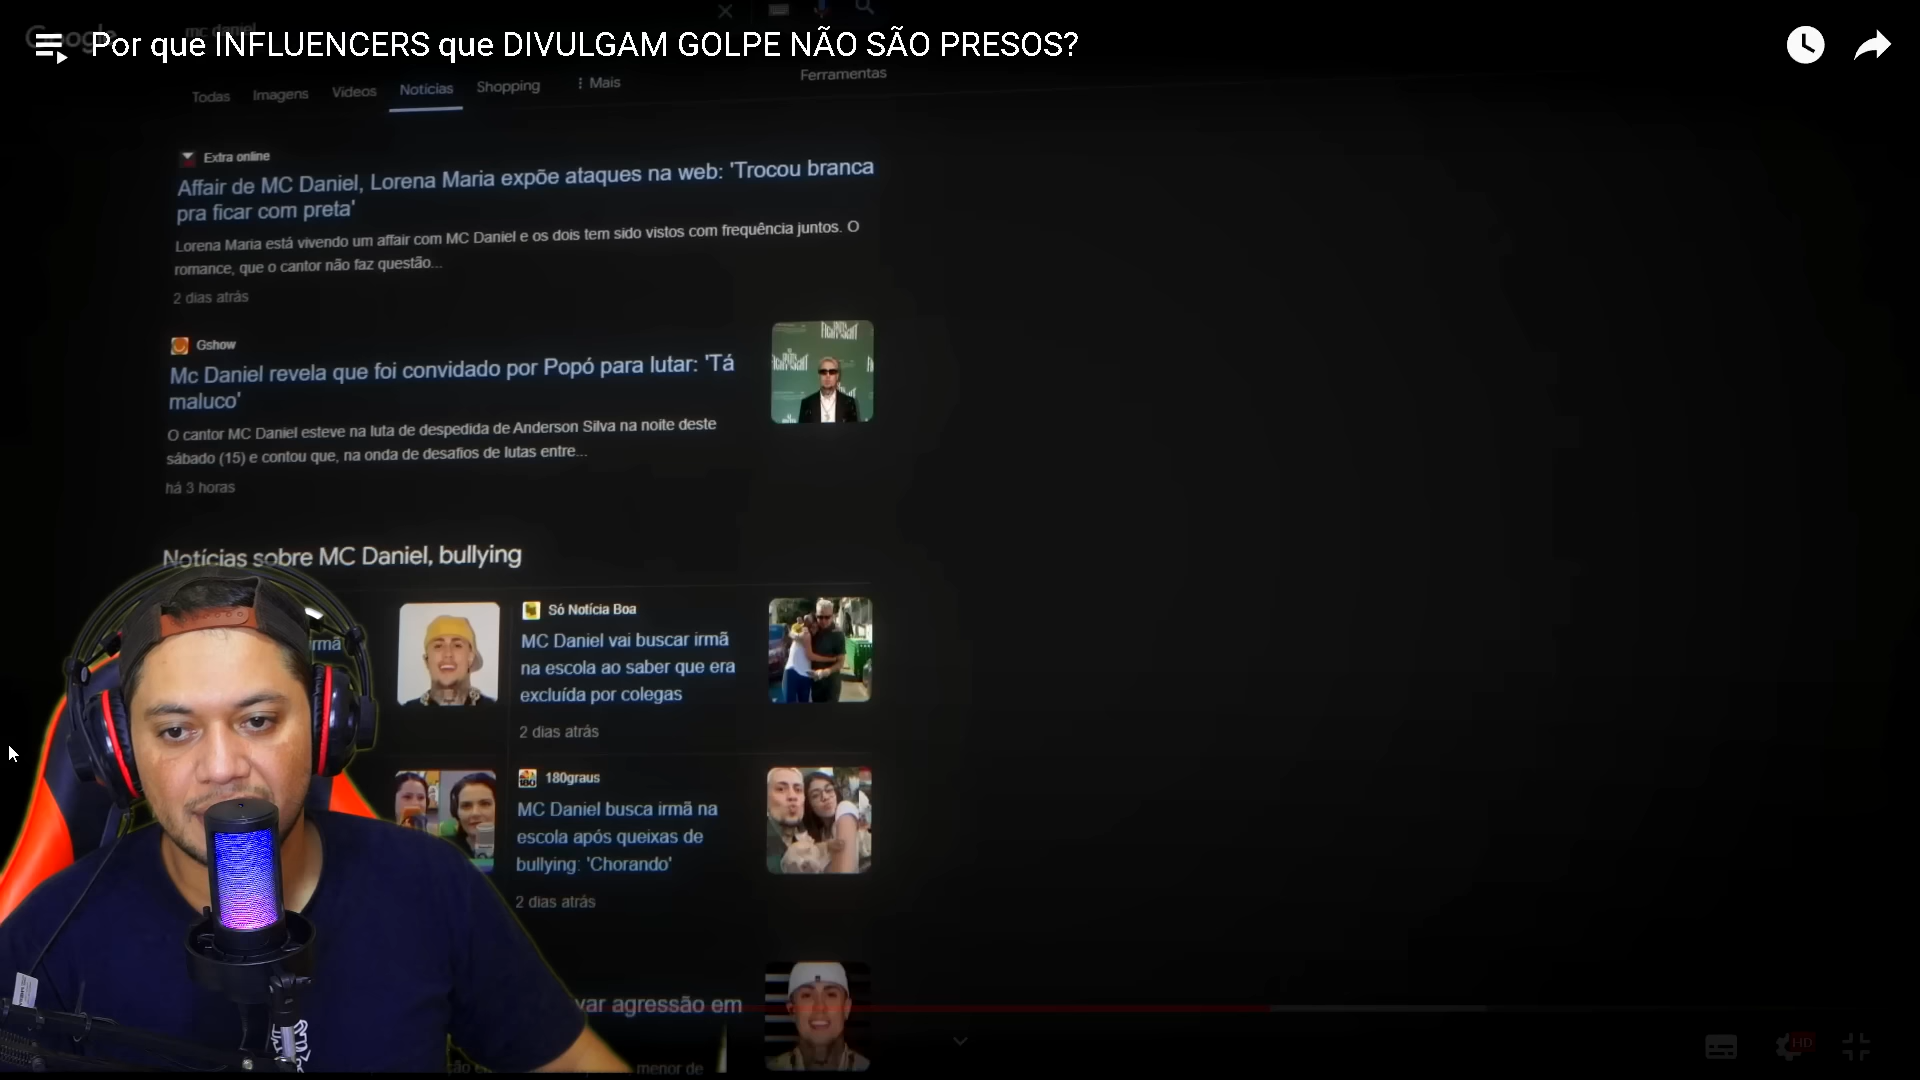 Google
mc daniel
Por que INFLUENCERS que DIVULGAM GOLPE NÃO SÃO PRESOS?
Todas Imagens Vídeos Notícias Shopping Mais Ferramentas
Extra online
Affair de MC Daniel, Lorena Maria expõe ataques na web: 'Trocou branca
pra ficar com preta'
Lorena Maria está vivendo um affair com MC Daniel e os dois tem sido vistos com frequência juntos. O
romance, que o cantor não faz questão...
2 dias atrás
Gshow
Mc Daniel revela que foi convidado por Popó para lutar: 'Tá
maluco'
O cantor MC Daniel esteve na luta de despedida de Anderson Silva na noite deste
sábado (15) e contou que, na onda de desafios de lutas entre...
há 3 horas
Notícias sobre MC Daniel, bullying
irmã
Só Notícia Boa
MC Daniel vai buscar irmã
na escola ao saber que era
excluída por colegas
2 dias atrás
180graus
MC Daniel busca irmã na
escola após queixas de
bullying: 'Chorando'
2 dias atrás
var agressão em
menor de
HD